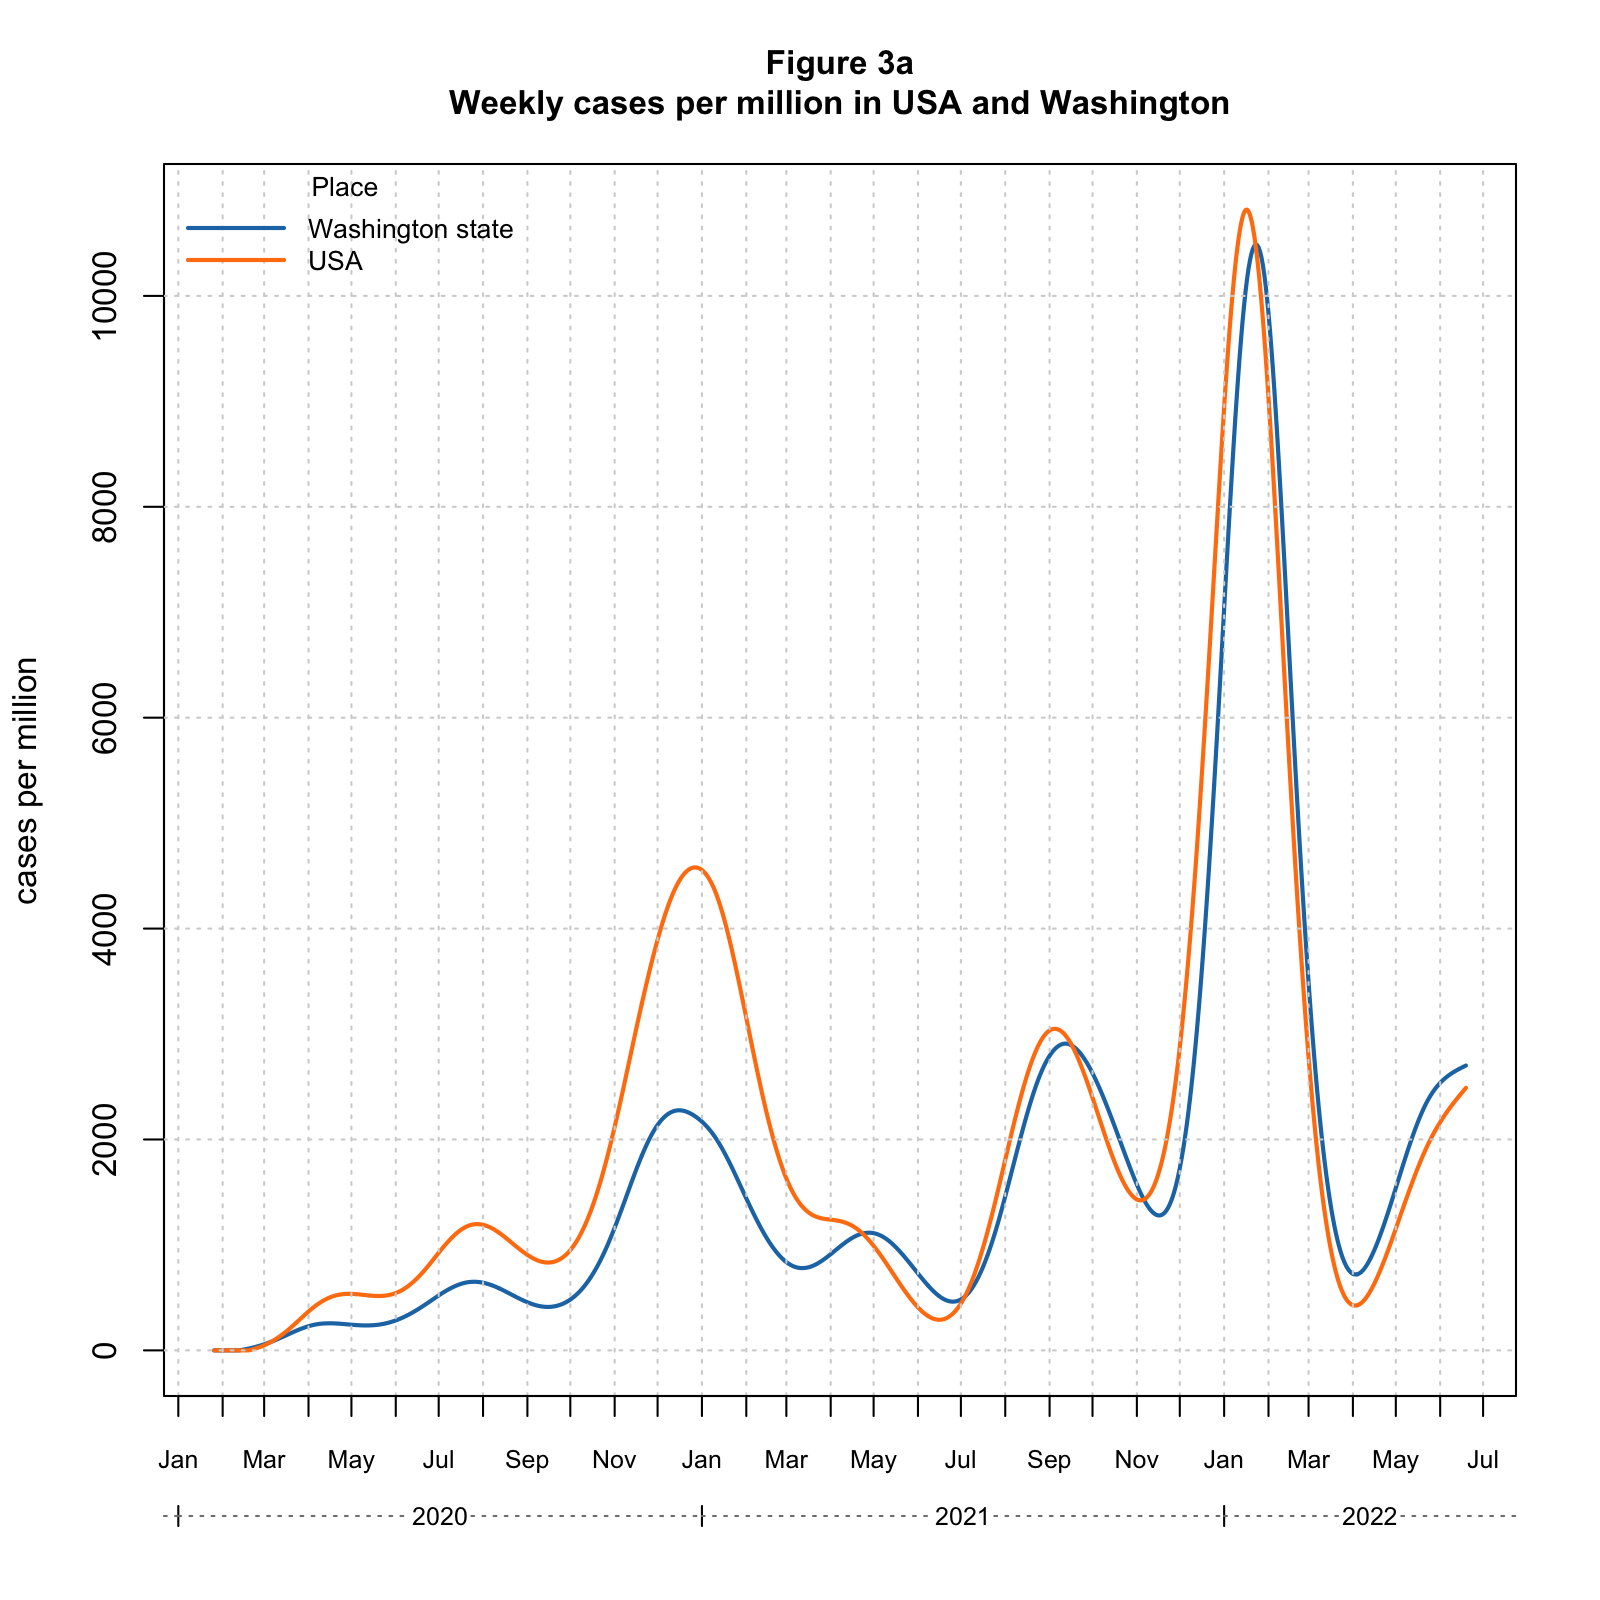 Figure 3a
Weekly cases per million in USA and Washington
Place
Washington state
USA
cases per million
10000
8000
6000
4000
2000
0
Jan Mar May Jul Sep Nov Jan Mar May Jul Sep Nov Jan Mar May Jul
2020 2021 2022